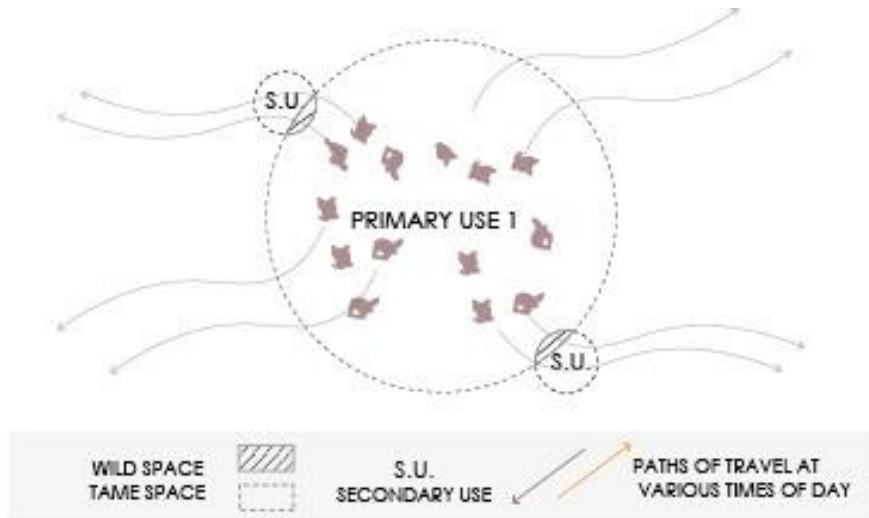 S.U.
PRIMARY USE 1
S.U.
WILD SPACE
TAME SPACE
S.U.
SECONDARY USE
PATHS OF TRAVEL AT
VARIOUS TIMES OF DAY